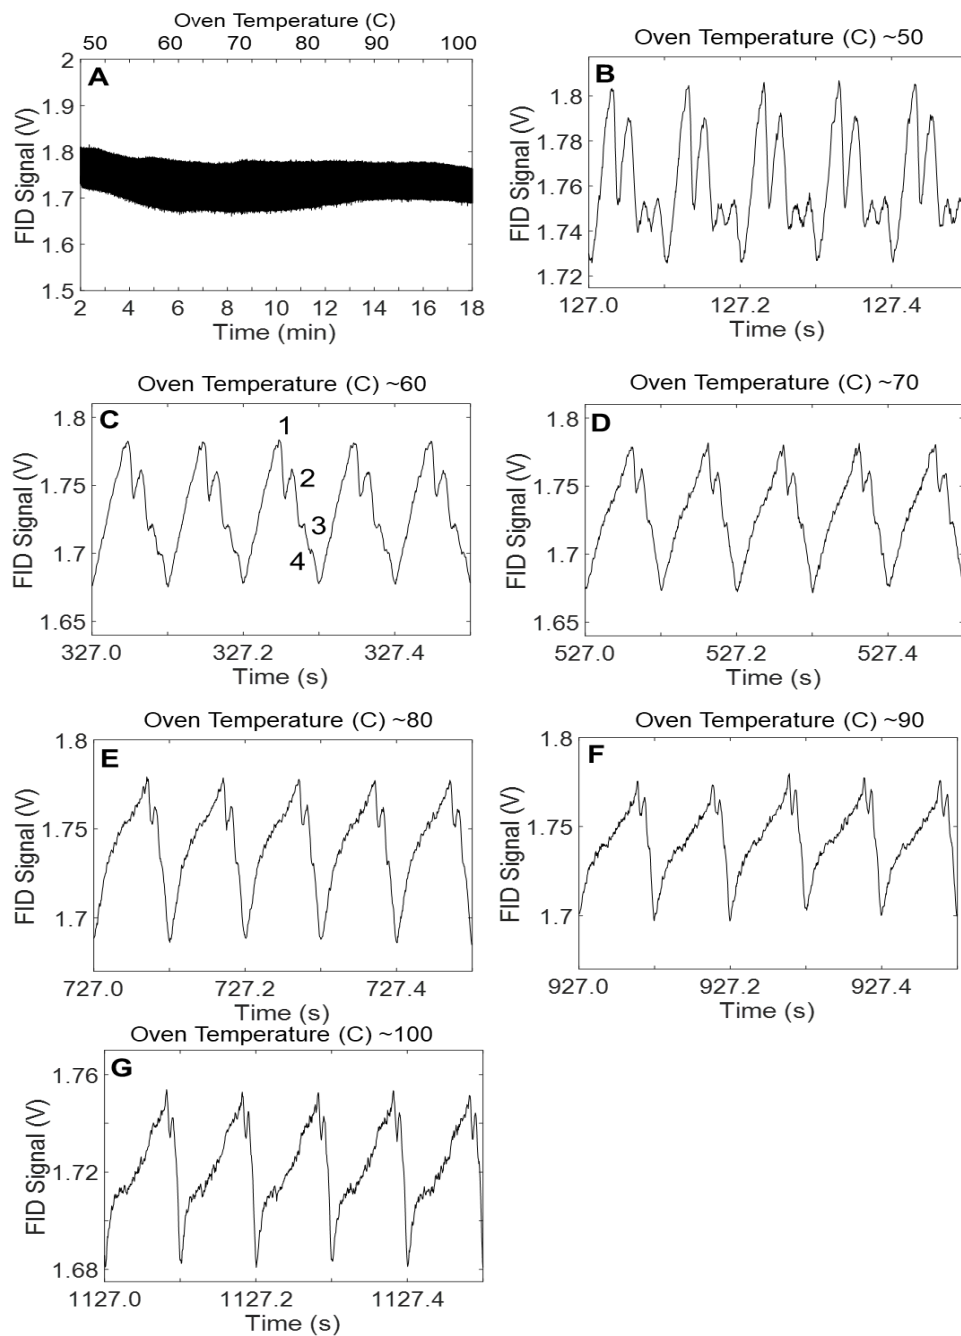 Oven Temperature (C)
50 60 70 80 90 100
A
2
1.9
1.8
1.7
1.6
1.5
FID Signal (V)
2 4 6 8 10 12 14 16 18
Time (min)
Oven Temperature (C) ~50
B
1.8
1.78
1.76
1.74
1.72
FID Signal (V)
127.0 127.2 127.4
Time (s)
Oven Temperature (C) ~60
C
1.8
1.75
1.7
1.65
FID Signal (V)
1
2
3
4
327.0 327.2 327.4
Time (s)
Oven Temperature (C) ~70
D
1.8
1.75
1.7
1.65
FID Signal (V)
527.0 527.2 527.4
Time (s)
Oven Temperature (C) ~80
E
1.8
1.75
1.7
FID Signal (V)
727.0 727.2 727.4
Time (s)
Oven Temperature (C) ~90
F
1.8
1.75
1.7
FID Signal (V)
927.0 927.2 927.4
Time (s)
Oven Temperature (C) ~100
G
1.76
1.72
1.68
FID Signal (V)
1127.0 1127.2 1127.4
Time (s)